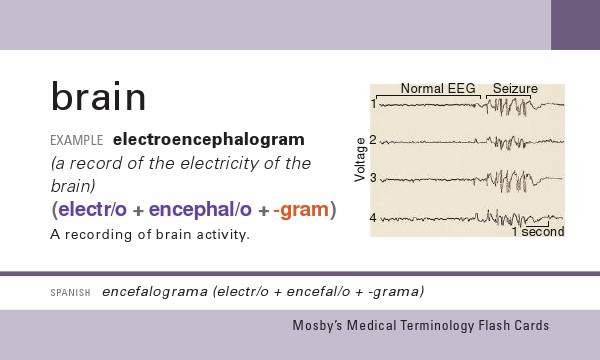 brain
EXAMPLE electroencephalogram
(a record of the electricity of the
brain)
(electr/o + encephal/o + -gram)
A recording of brain activity.
Normal EEG Seizure
Voltage
1
2
3
4
1 second
SPANISH encefalograma (electr/o + encefal/o + -grama)
Mosby's Medical Terminology Flash Cards